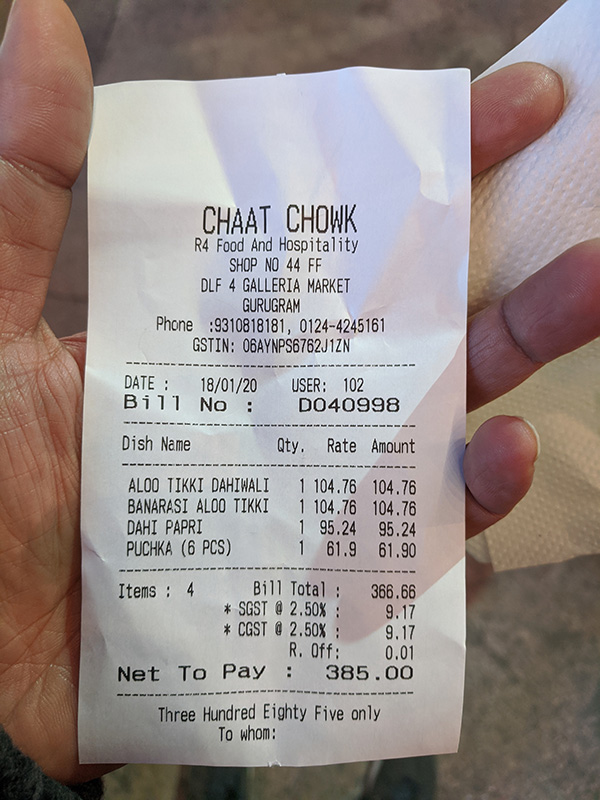 CHAAT CHOWK
R4 Food And Hospitality
SHOP NO 44 FF
DLF 4 GALLERIA MARKET
GURUGRAM
Phone :9310818181, 0124-4245161
GSTIN: 06AYNPS6762J1ZN
DATE : 18/01/20 USER: 102
Bill No : D040998
Dish Name Qty. Rate Amount
ALOO TIKKI DAHIWALI 1 104.76 104.76
BANARASI ALOO TIKKI 1 104.76 104.76
DAHI PAPRI 1 95.24 95.24
PUCHKA (6 PCS) 1 61.9 61.90
Items : 4 Bill Total : 366.66
* SGST @ 2.50% : 9.17
* CGST @ 2.50% : 9.17
R. Off: 0.01
Net To Pay : 385.00
Three Hundred Eighty Five only
To whom: